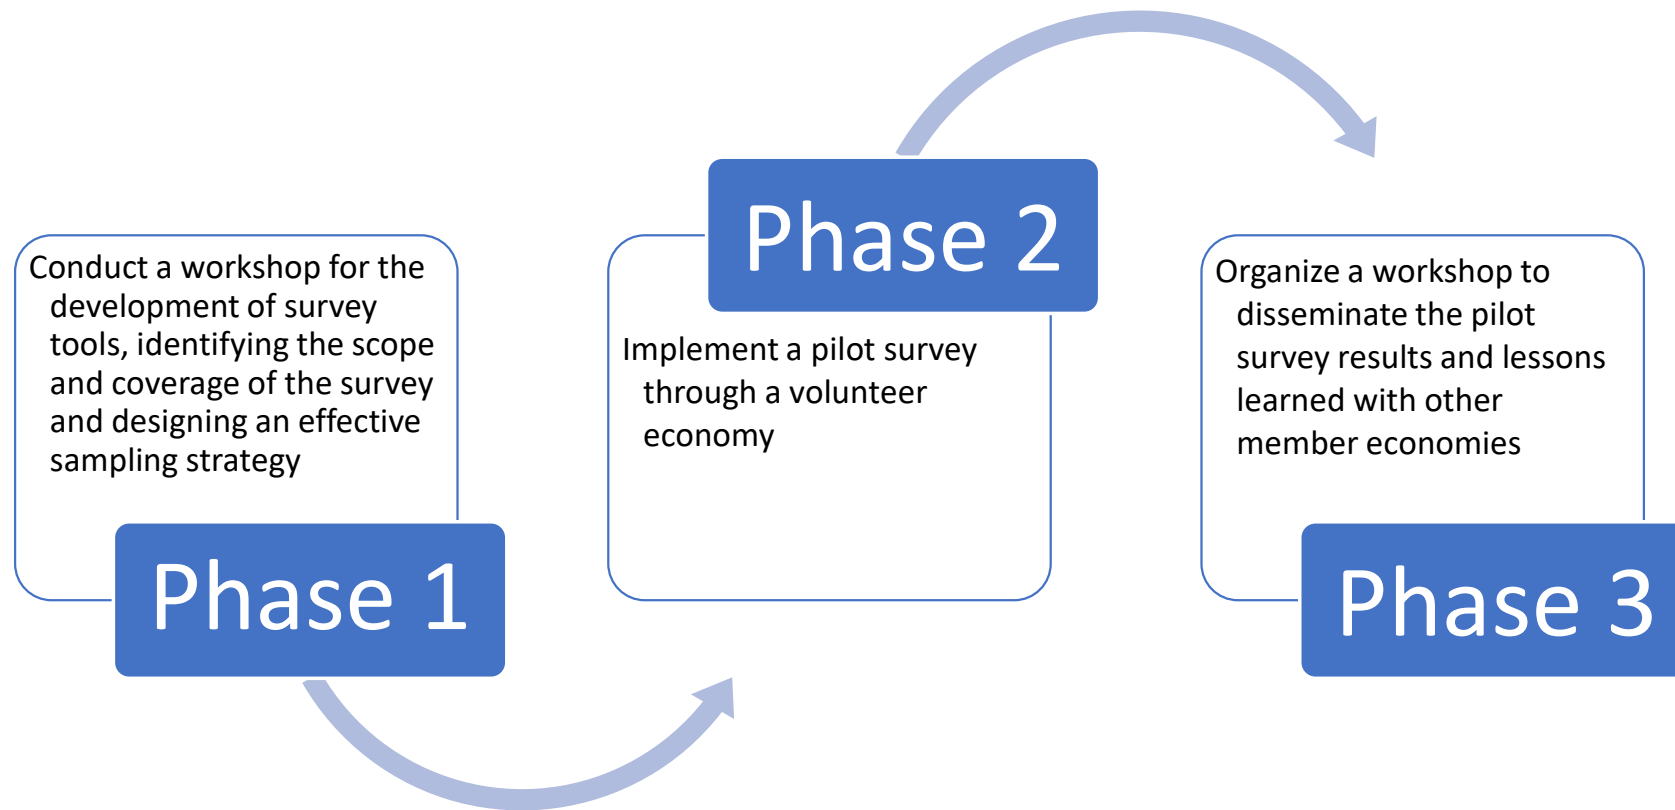 Conduct a workshop for the
development of survey
tools, identifying the scope
and coverage of the survey
and designing an effective
sampling strategy
Phase 1
Phase 2
Implement a pilot survey
through a volunteer
economy
Organize a workshop to
disseminate the pilot
survey results and lessons
learned with other
member economies
Phase 3